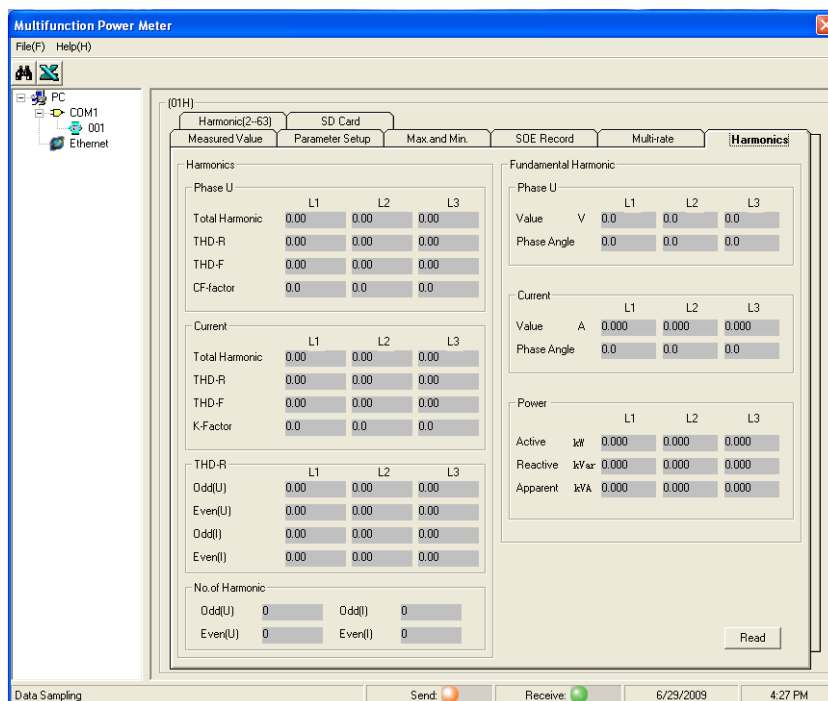 Multifunction Power Meter
File(F) Help(H)
PC
COM1
001
Ethernet
(01H)
Harmonic(2--63) SD Card
Measured Value Parameter Setup Max.and Min. SOE Record Multi-rate Harmonics
Harmonics
Phase U
L1 L2 L3
Total Harmonic 0.00 0.00 0.00
THD-R 0.00 0.00 0.00
THD-F 0.00 0.00 0.00
CF-factor 0.0 0.0 0.0
Current
L1 L2 L3
Total Harmonic 0.00 0.00 0.00
THD-R 0.00 0.00 0.00
THD-F 0.00 0.00 0.00
K-Factor 0.0 0.0 0.0
THD-R
L1 L2 L3
Odd(U) 0.00 0.00 0.00
Even(U) 0.00 0.00 0.00
Odd(I) 0.00 0.00 0.00
Even(I) 0.00 0.00 0.00
No.of Harmonic
Odd(U) 0 Odd(I) 0
Even(U) 0 Even(I) 0
Fundamental Harmonic
Phase U
L1 L2 L3
Value V 0.0 0.0 0.0
Phase Angle 0.0 0.0 0.0
Current
L1 L2 L3
Value A 0.000 0.000 0.000
Phase Angle 0.0 0.0 0.0
Power
L1 L2 L3
Active kW 0.000 0.000 0.000
Reactive kVar 0.000 0.000 0.000
Apparent kVA 0.000 0.000 0.000
Read
Data Sampling Send: Receive: 6/29/2009 4:27 PM